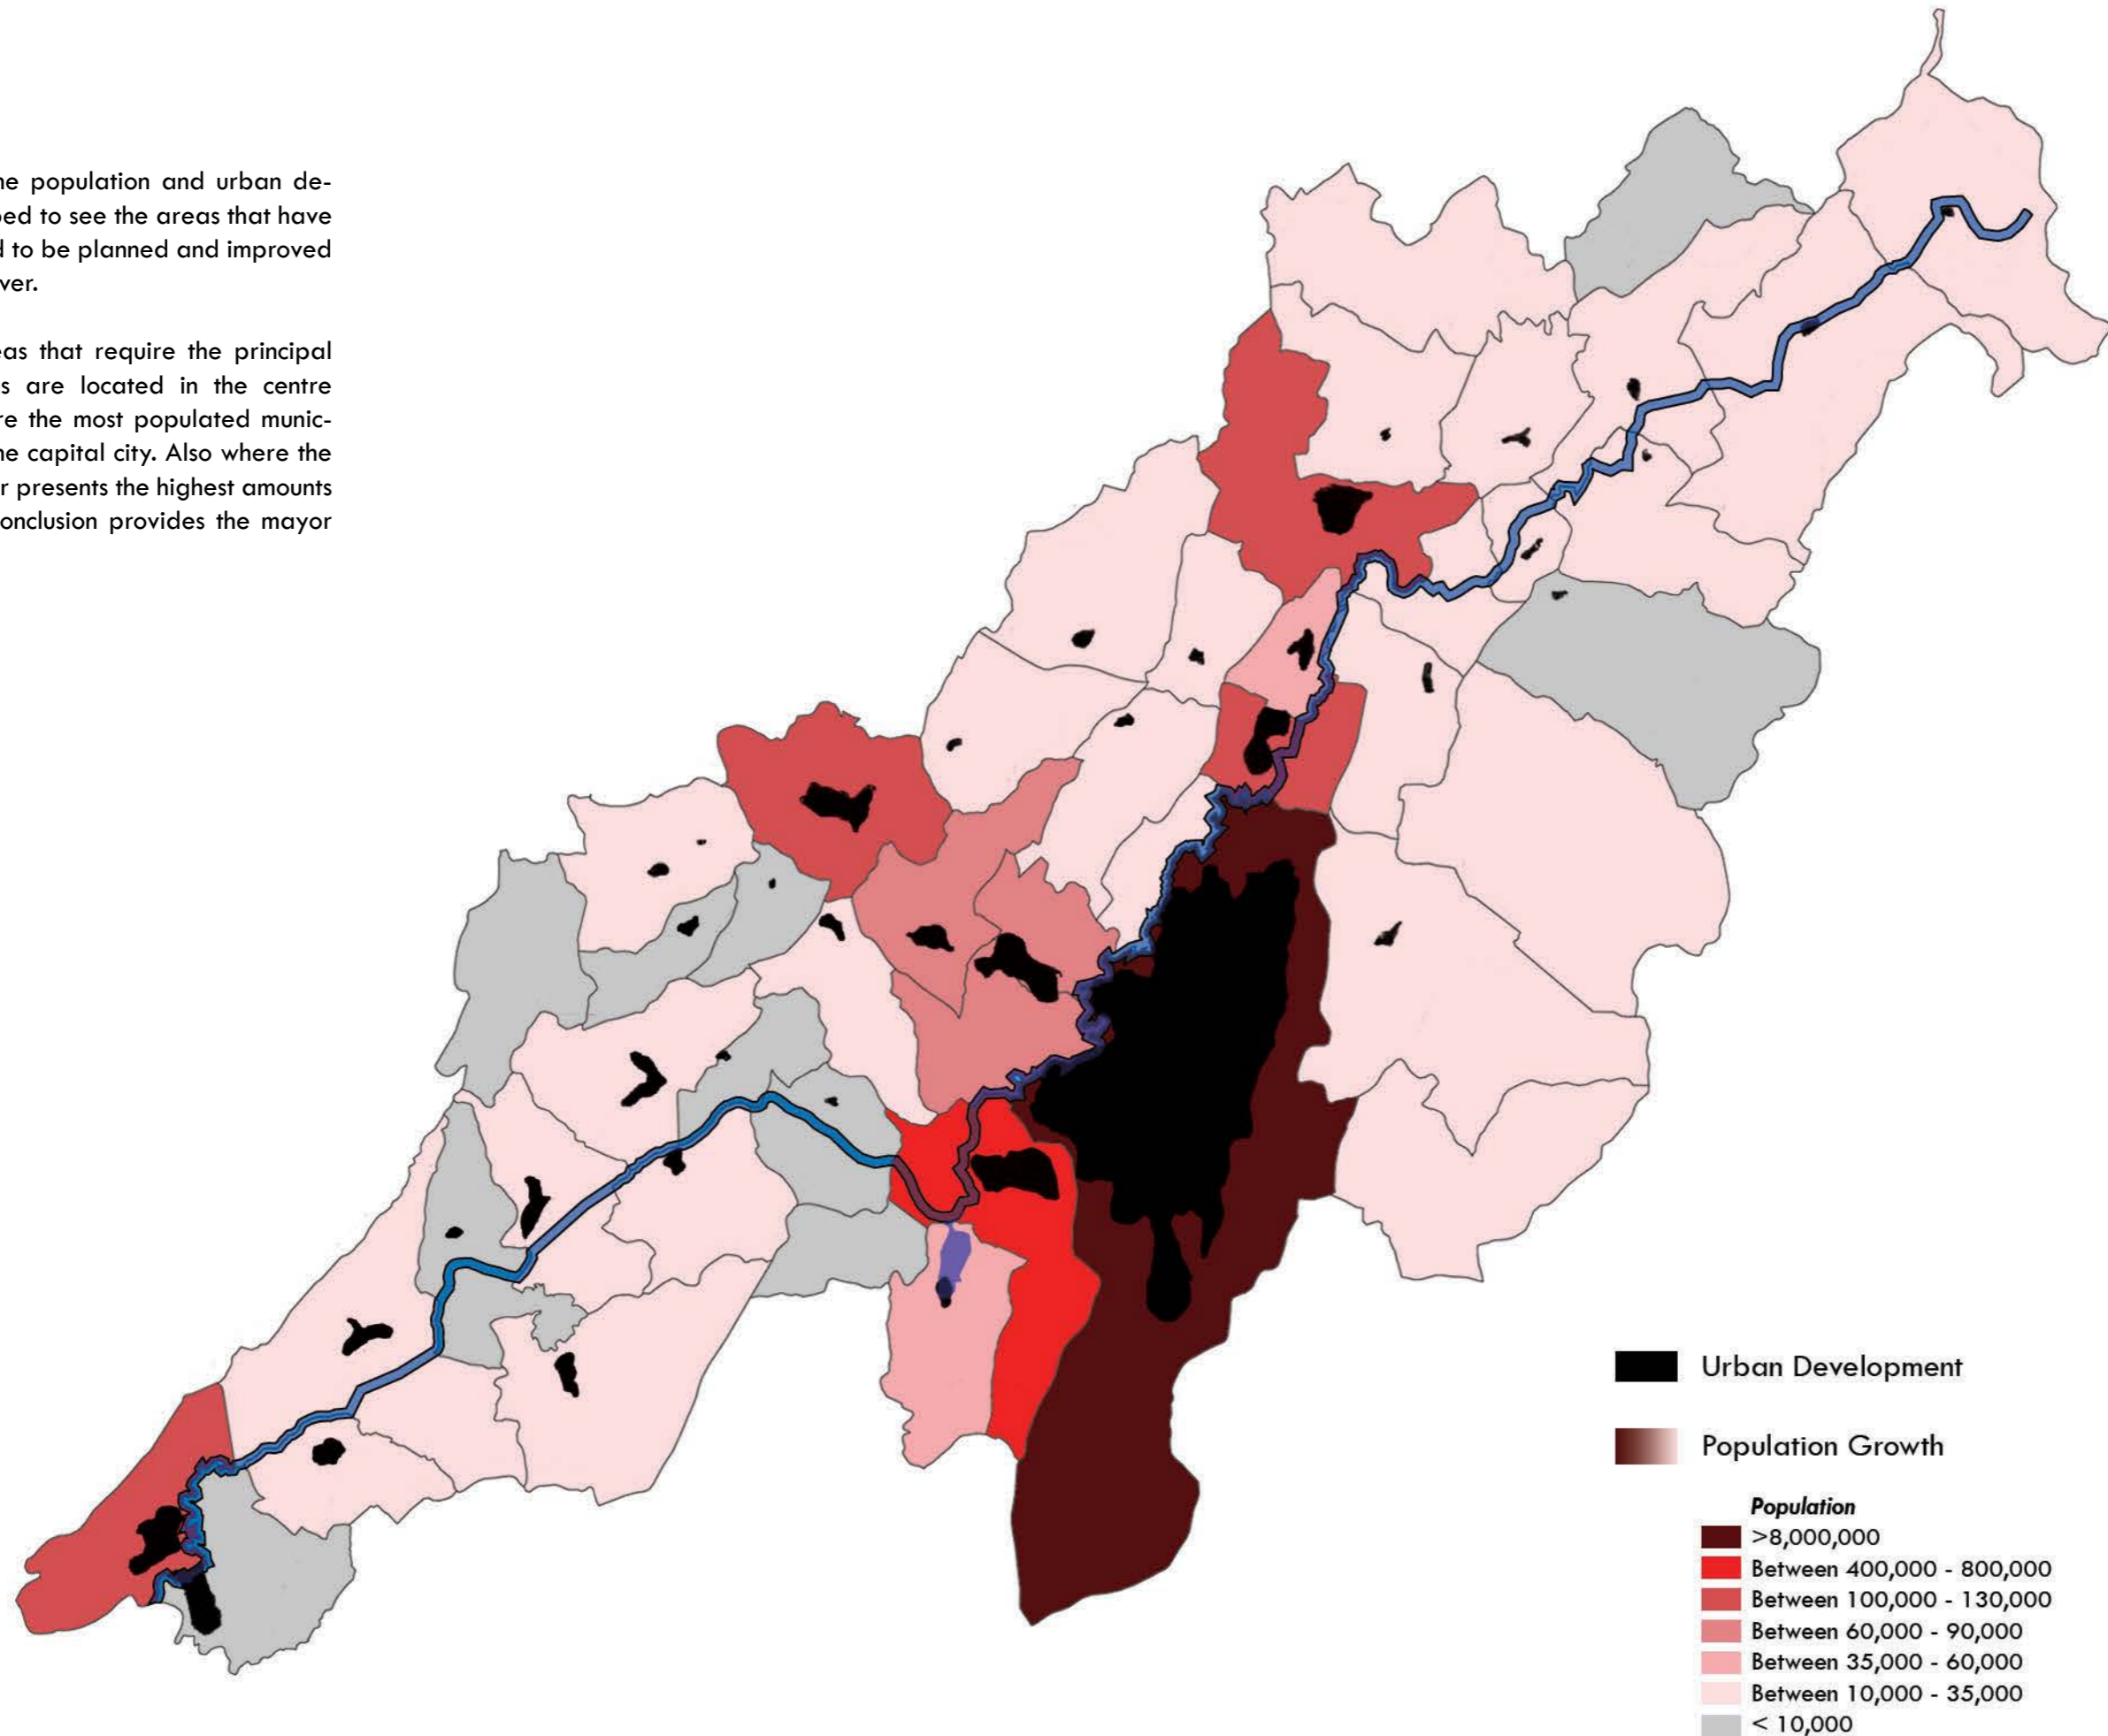 ne population and urban de-
ped to see the areas that have
d to be planned and improved
ver.
eas that require the principal
s are located in the centre
re the most populated munic-
he capital city. Also where the
r presents the highest amounts
onclusion provides the mayor
Urban Development
Population Growth
Population
>8,000,000
Between 400,000 - 800,000
Between 100,000 - 130,000
Between 60,000 - 90,000
Between 35,000 - 60,000
Between 10,000 - 35,000
< 10,000